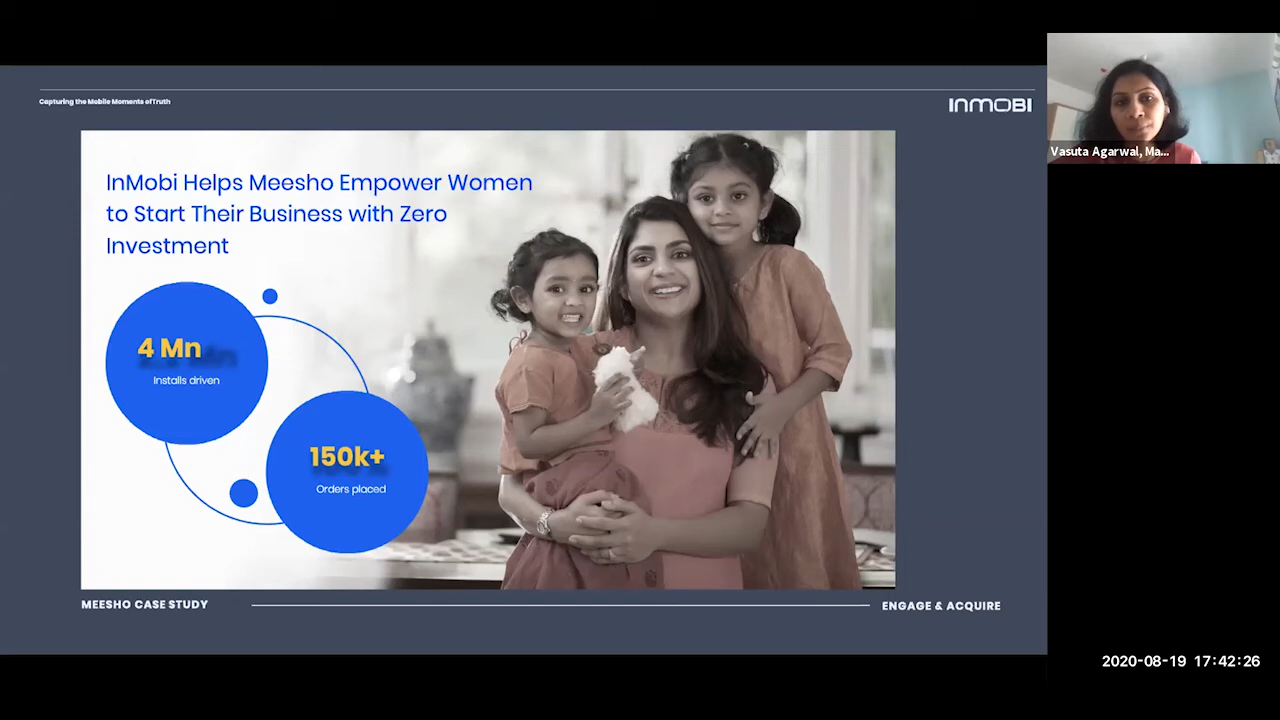 Capturing the Mobile Moments of Truth
INMOBI
InMobi Helps Meesho Empower Women
to Start Their Business with Zero
Investment
4 Mn
Installs driven
150k+
Orders placed
MEESHO CASE STUDY
ENGAGE & ACQUIRE
Vasuta Agarwal, Ma...
2020-08-19 17:42:26